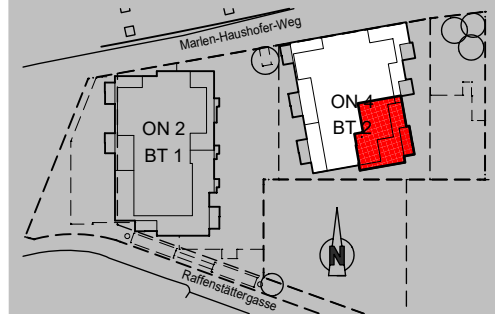 Marlen-Haushofer-Weg
ON 4
BT 2
ON 2
BT 1
N
Raffenstättergasse